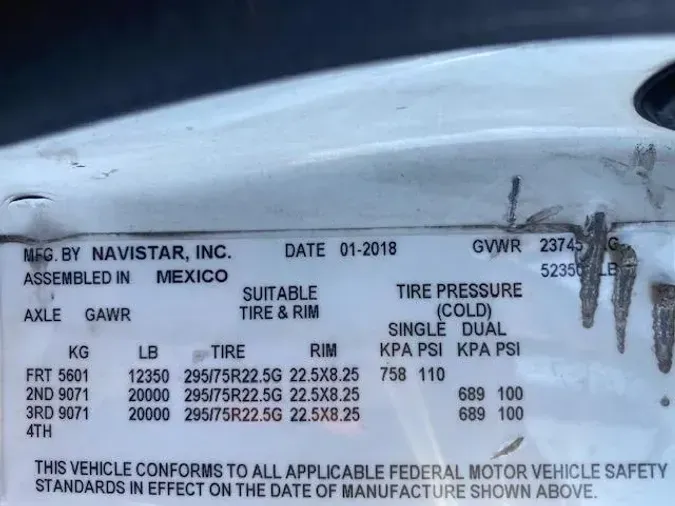 MFG. BY NAVISTAR, INC. DATE 01-2018 GVWR 23745 KG
ASSEMBLED IN MEXICO 52350 LB
SUITABLE TIRE PRESSURE
AXLE GAWR TIRE & RIM (COLD)
SINGLE DUAL
KG LB TIRE RIM KPA PSI KPA PSI
FRT 5601 12350 295/75R22.5G 22.5X8.25 758 110
2ND 9071 20000 295/75R22.5G 22.5X8.25 689 100
3RD 9071 20000 295/75R22.5G 22.5X8.25 689 100
4TH
THIS VEHICLE CONFORMS TO ALL APPLICABLE FEDERAL MOTOR VEHICLE SAFETY
STANDARDS IN EFFECT ON THE DATE OF MANUFACTURE SHOWN ABOVE.